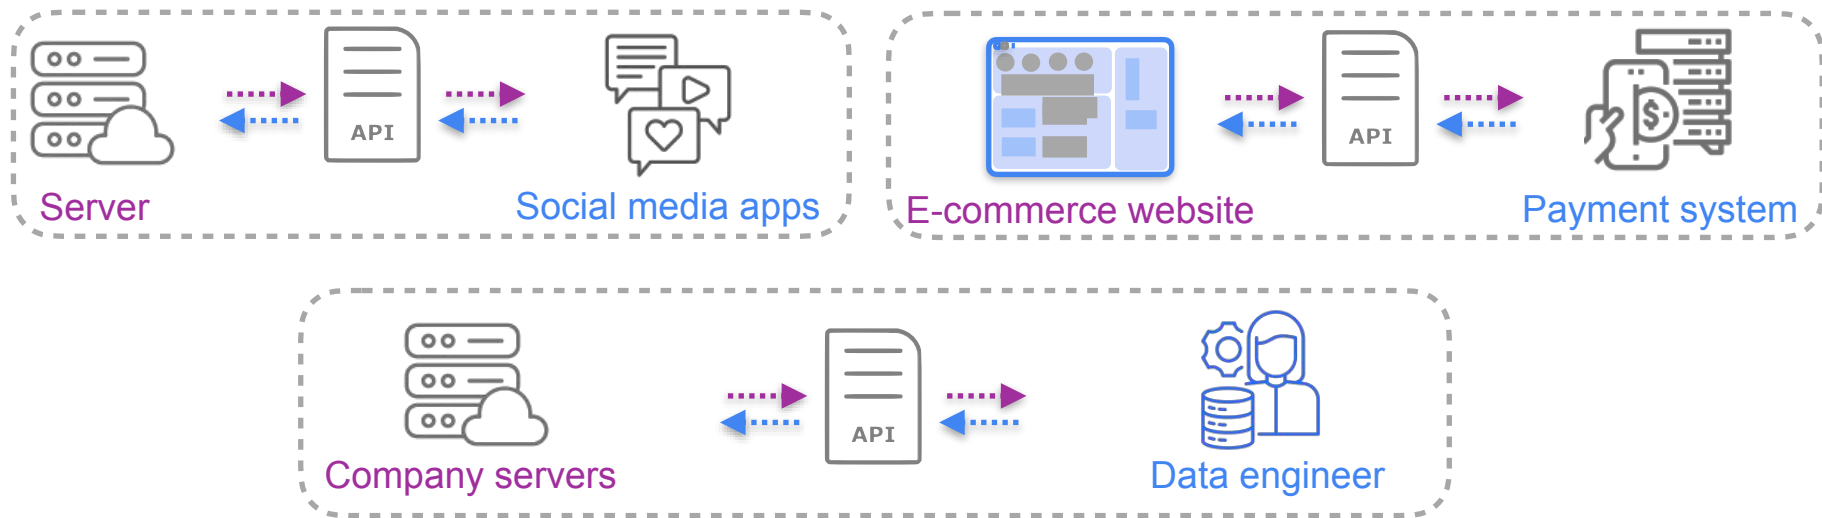 API
Server
Social media apps
API
E-commerce website
Payment system
API
Company servers
Data engineer